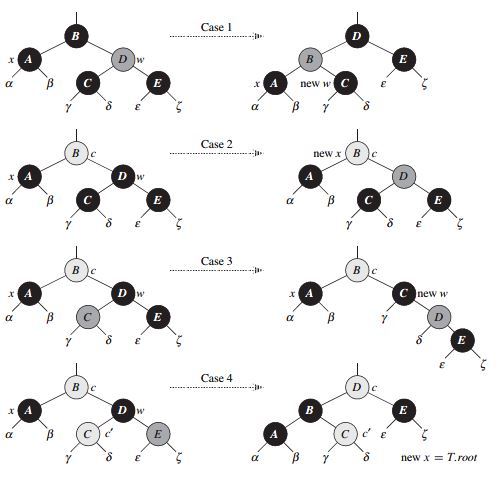 Case 1
B D
x A D w B E
α β C E x A new w C ε ζ
γ δ ε ζ α β γ δ
Case 2
B c new x B c
x A D w A D
α β C E α β C E
γ δ ε ζ γ δ ε ζ
Case 3
B c B c
x A D w x A C new w
α β C E α β γ D
γ δ ε ζ δ E
ε ζ
Case 4
B c D c
x A D w B E
α β C c′ E A C c′ ε ζ
γ δ ε ζ α β γ δ new x = T.root